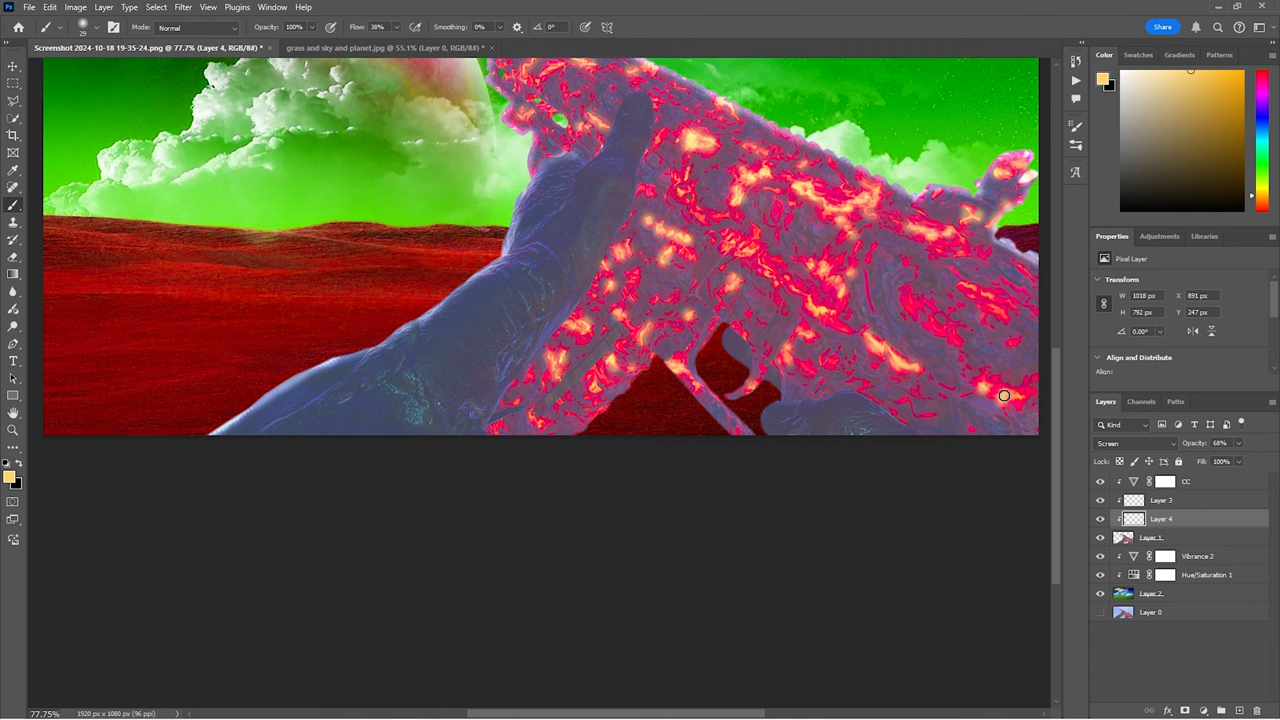 File Edit Image Layer Type Select Filter View Plugins Window Help
29 Mode: Normal Opacity: 100% Flow: 38% Smoothing: 0% 0° Share
Screenshot 2024-10-18 19-35-24.png @ 77.7% (Layer 4, RGB/8#) * × grass and sky and planet.jpg @ 55.1% (Layer 0, RGB/8#) * ×
Color Swatches Gradients Patterns
Properties Adjustments Libraries
Pixel Layer
Transform
W 1018 px X 891 px
H 792 px Y 247 px
0.00°
Align and Distribute
Align:
Layers Channels Paths
Kind
Screen Opacity: 68%
Lock: Fill: 100%
CC
Layer 3
Layer 4
Layer 1
Vibrance 2
Hue/Saturation 1
Layer 2
Layer 0
77.75% 1920 px x 1080 px (96 ppi)